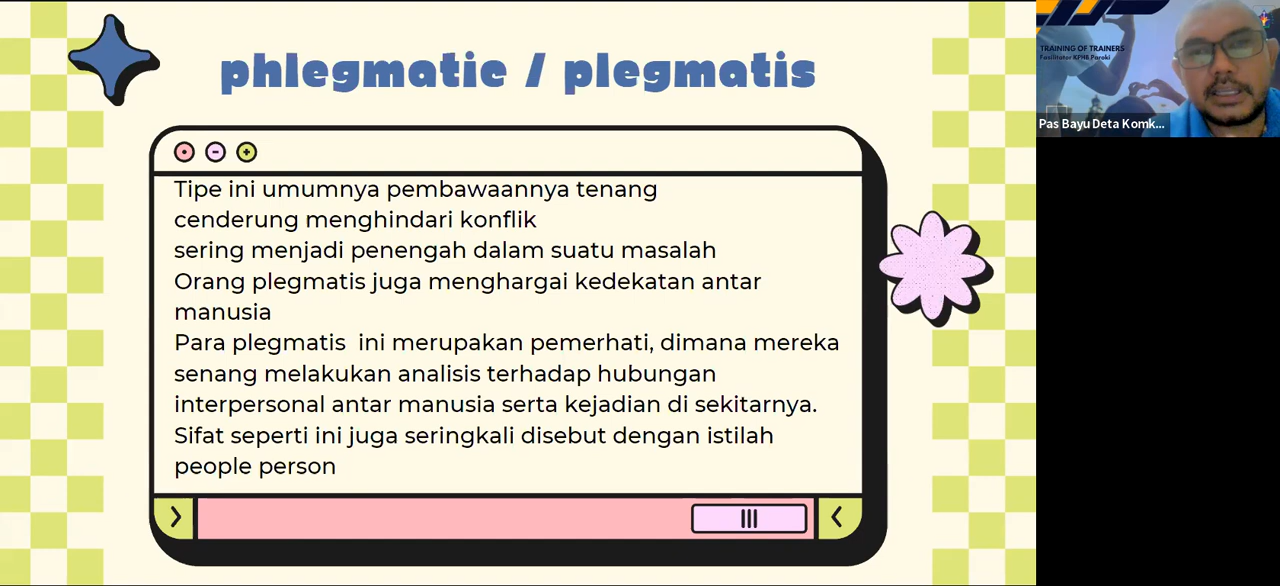 phlegmatic / plegmatis
Tipe ini umumnya pembawaannya tenang
cenderung menghindari konflik
sering menjadi penengah dalam suatu masalah
Orang plegmatis juga menghargai kedekatan antar
manusia
Para plegmatis  ini merupakan pemerhati, dimana mereka
senang melakukan analisis terhadap hubungan
interpersonal antar manusia serta kejadian di sekitarnya.
Sifat seperti ini juga seringkali disebut dengan istilah
people person
TRAINING OF TRAINERS
Fasilitator KPHB Paroki
Pas Bayu Deta Komk...